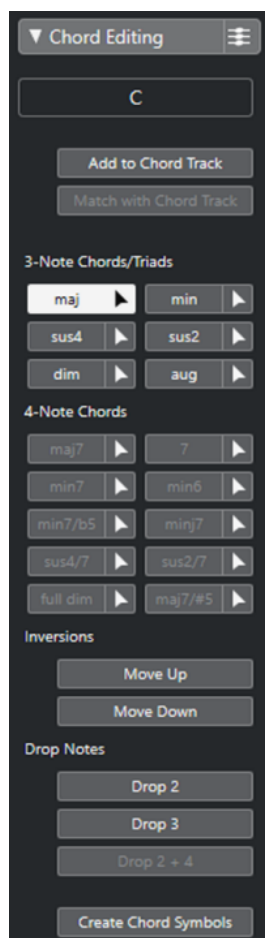 Chord Editing
C
Add to Chord Track
Match with Chord Track
3-Note Chords/Triads
maj min
sus4 sus2
dim aug
4-Note Chords
maj7 7
min7 min6
min7/b5 minj7
sus4/7 sus2/7
full dim maj7/#5
Inversions
Move Up
Move Down
Drop Notes
Drop 2
Drop 3
Drop 2 + 4
Create Chord Symbols